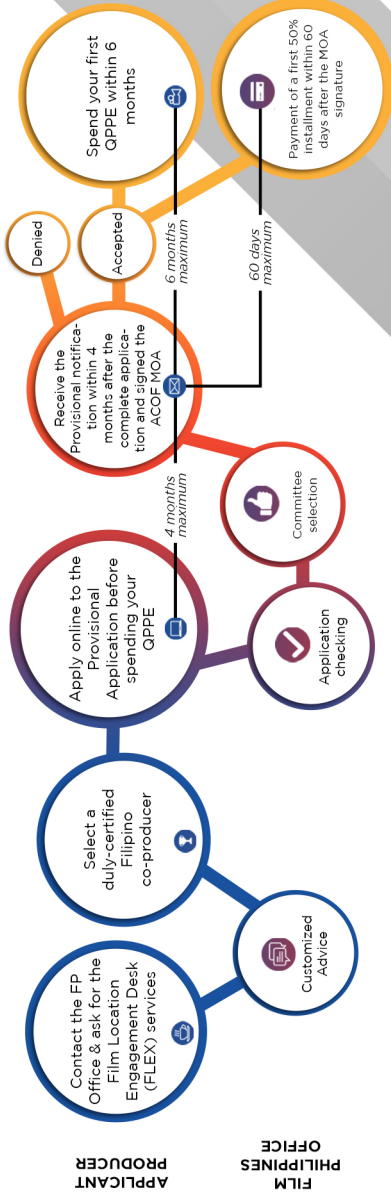 APPLICANT
PRODUCER
Contact the FP
Office & ask for the
Film Location
Engagement Desk
(FLEX) services
Select a
duly-certified
Filipino
co-producer
Apply online to the
Provisional
Application before
spending your
QPPE
4 months
maximum
Receive the
Provisional notifica-
tion within 4
months after the
complete applica-
tion and signed the
ACOF MOA
Denied
Accepted
6 months
maximum
Spend your first
QPPE within 6
months
FILM
PHILIPPINES
OFFICE
Customized
Advice
Application
checking
Committee
selection
60 days
maximum
Payment of a first 50%
installment within 60
days after the MOA
signature